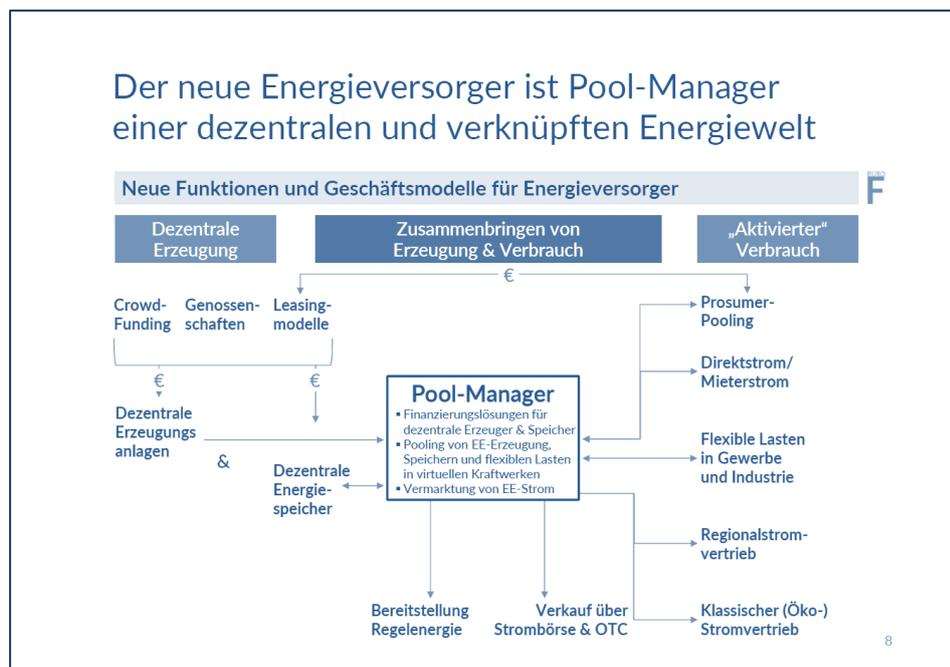 Der neue Energieversorger ist Pool-Manager
einer dezentralen und verknüpften Energiewelt
Neue Funktionen und Geschäftsmodelle für Energieversorger
F
Dezentrale
Erzeugung
Zusammenbringen von
Erzeugung & Verbrauch
„Aktivierter“
Verbrauch
€
Crowd-
Funding
Genossen-
schaften
Leasing-
modelle
€
€
Dezentrale
Erzeugungs
anlagen
&
Dezentrale
Energie-
speicher
Pool-Manager
▪ Finanzierungslösungen für
dezentrale Erzeuger & Speicher
▪ Pooling von EE-Erzeugung,
Speichern und flexiblen Lasten
in virtuellen Kraftwerken
▪ Vermarktung von EE-Strom
Prosumer-
Pooling
Direktstrom/
Mieterstrom
Flexible Lasten
in Gewerbe
und Industrie
Regionalstrom-
vertrieb
Klassischer (Öko-)
Stromvertrieb
Bereitstellung
Regelenergie
Verkauf über
Strombörse & OTC
8